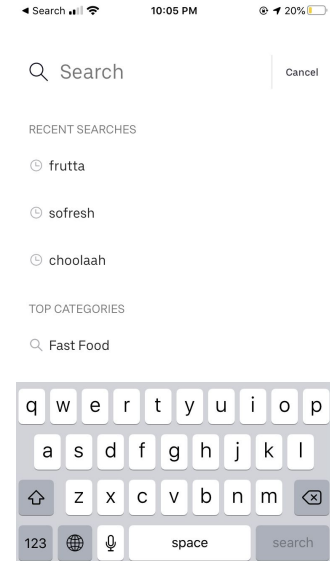 ◀ Search 10:05 PM 20%
Search Cancel
RECENT SEARCHES
frutta
sofresh
choolaah
TOP CATEGORIES
Fast Food
q w e r t y u i o p
a s d f g h j k l
z x c v b n m
123 space search